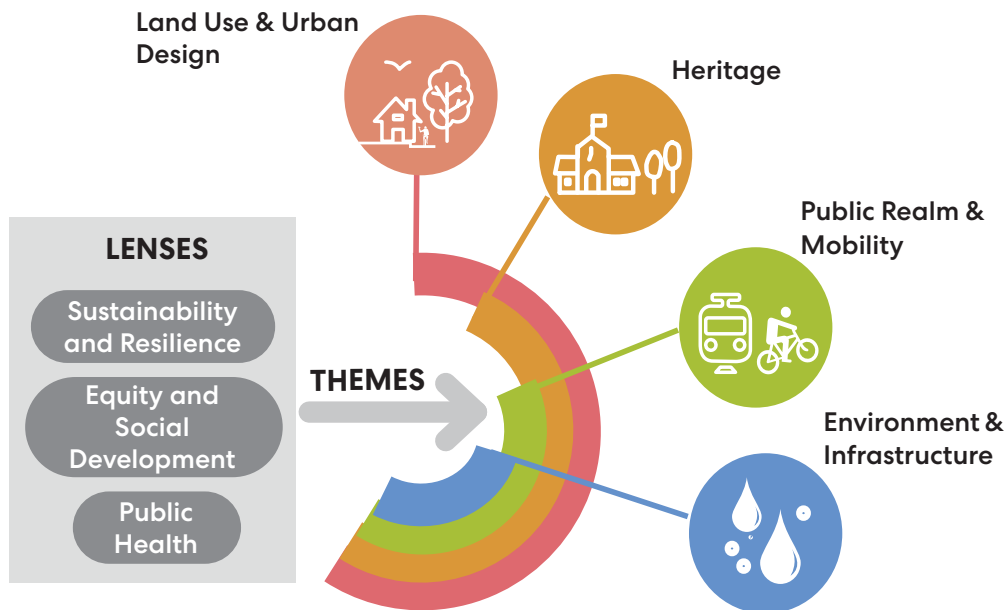 Land Use & Urban
Design
Heritage
Public Realm &
Mobility
LENSES
Sustainability
and Resilience
THEMES
Equity and
Social
Development
Environment &
Infrastructure
Public
Health